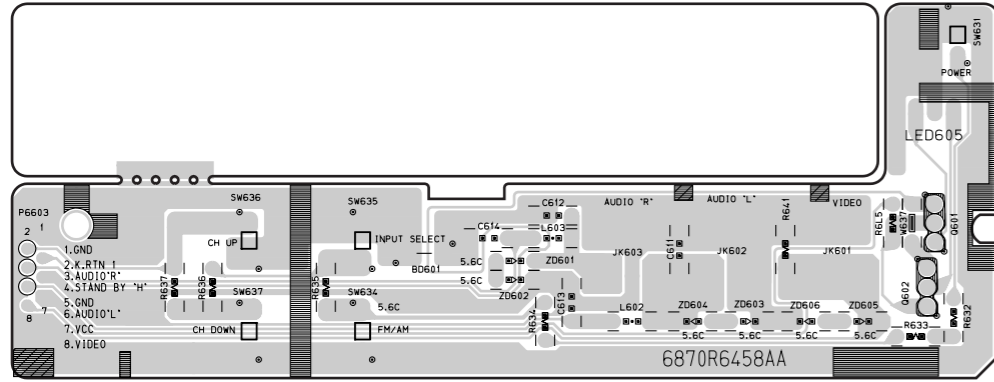 SW631
POWER
LED605
P6603
2 1
1.GND
2.K.RTN 1
3.AUDIO'R'
4.STAND BY 'H'
5.GND
6.AUDIO'L'
8 7
7.VCC
8.VIDEO
SW636
CH UP
R637
R636
SW637
CH DOWN
SW635
INPUT SELECT
BD601
R635
SW634
5.6C
FM/AM
C612
C614
L603
5.6C
ZD601
ZD602
C613
R634
AUDIO 'R'
AUDIO 'L'
VIDEO
JK603
C611
JK602
R641
JK601
R6L5
W637
Q601
Q602
L602
ZD604
ZD603
ZD606
ZD605
5.6C
5.6C
5.6C
5.6C
R633
R632
6870R6458AA